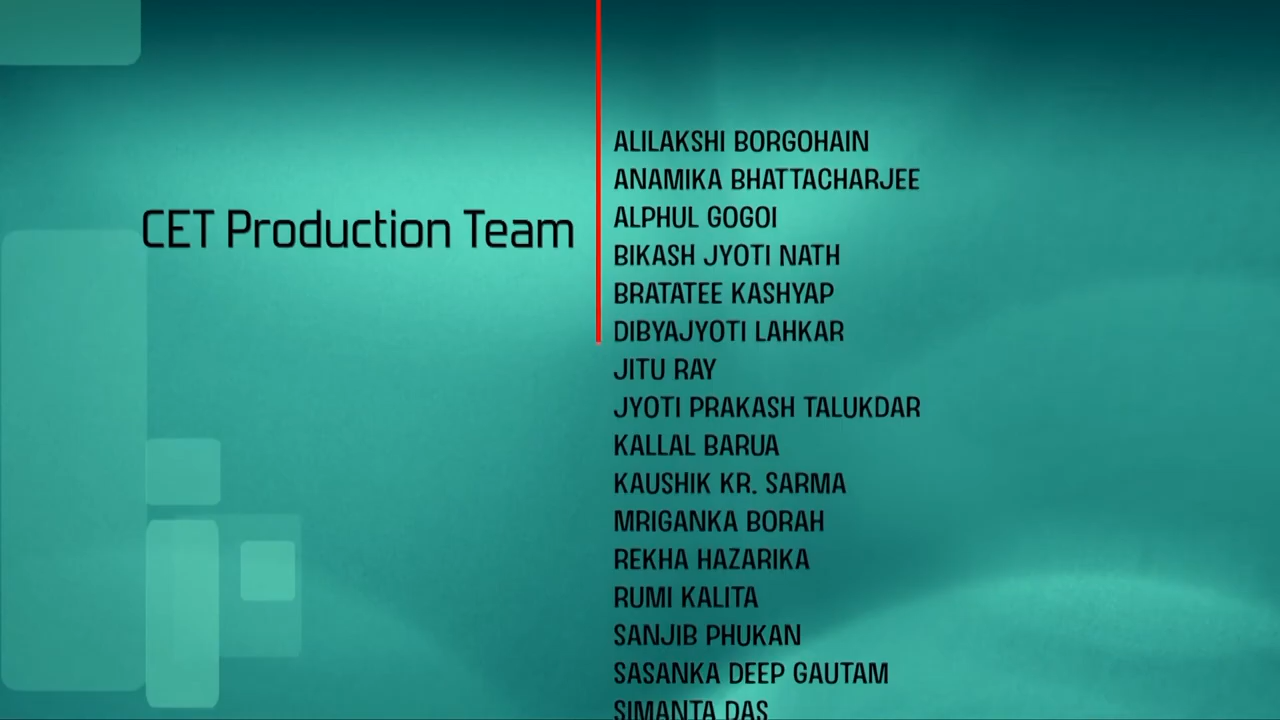 CET Production Team
ALILAKSHI BORGOHAIN
ANAMIKA BHATTACHARJEE
ALPHUL GOGOI
BIKASH JYOTI NATH
BRATATEE KASHYAP
DIBYAJYOTI LAHKAR
JITU RAY
JYOTI PRAKASH TALUKDAR
KALLAL BARUA
KAUSHIK KR. SARMA
MRIGANKA BORAH
REKHA HAZARIKA
RUMI KALITA
SANJIB PHUKAN
SASANKA DEEP GAUTAM
SIMANTA DAS